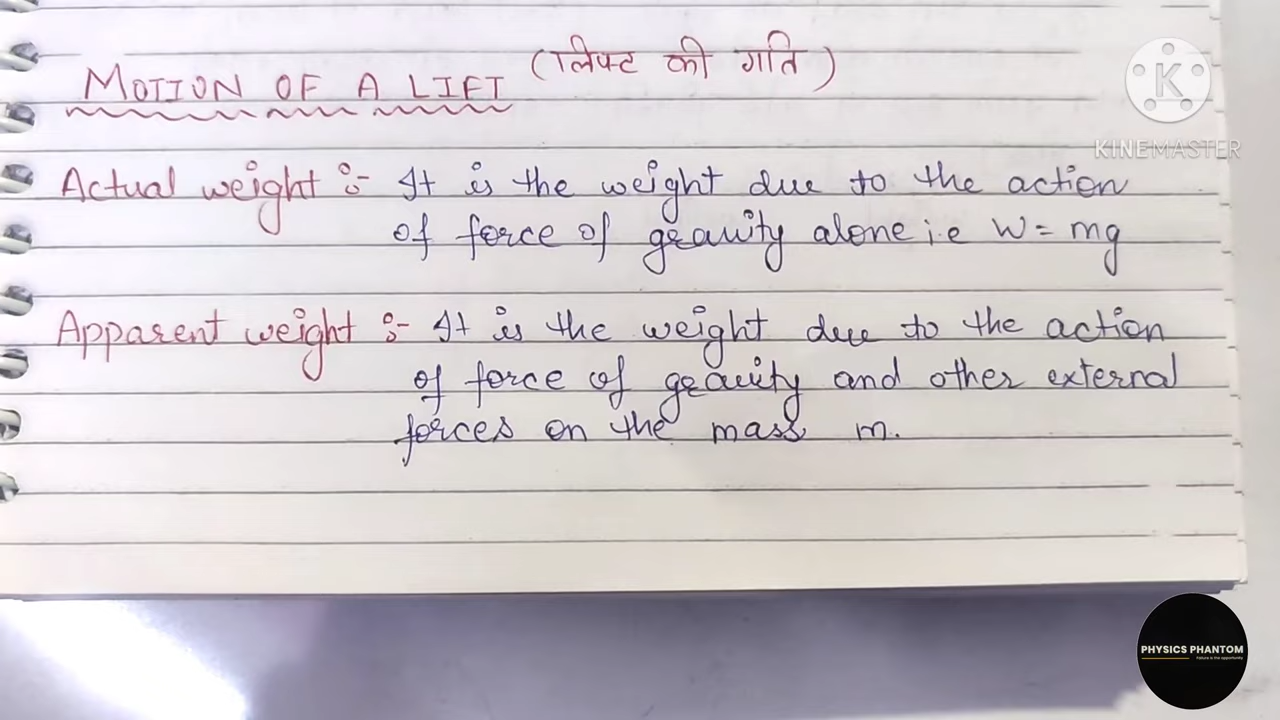 MOTION OF A LIFT (लिफ्ट की गति)
K
KINEMASTER
Actual weight :- It is the weight due to the action
of force of gravity alone i.e W = mg
Apparent weight :- It is the weight due to the action
of force of gravity and other external
forces on the mass m.
PHYSICS PHANTOM